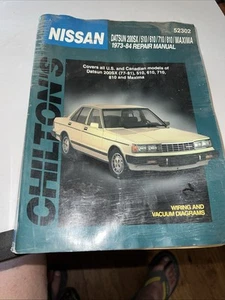 52302
NISSAN
DATSUN 200SX / 510 / 610 / 710 / 810 / MAXIMA
1973-84 REPAIR MANUAL
Covers all U.S. and Canadian models of
Datsun 200SX (77-81), 510, 610, 710,
810 and Maxima
CHILTON'S
WIRING AND
VACUUM DIAGRAMS